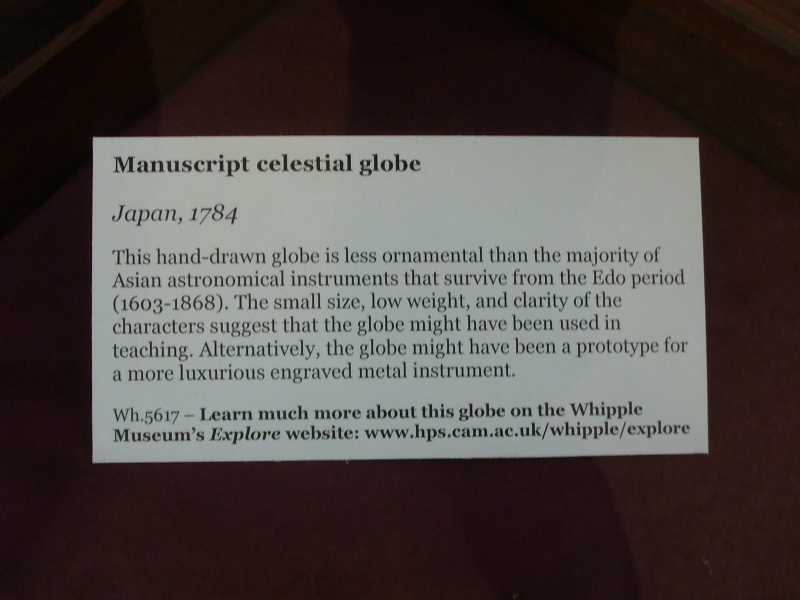 Manuscript celestial globe
Japan, 1784
This hand-drawn globe is less ornamental than the majority of
Asian astronomical instruments that survive from the Edo period
(1603-1868). The small size, low weight, and clarity of the
characters suggest that the globe might have been used in
teaching. Alternatively, the globe might have been a prototype for
a more luxurious engraved metal instrument.
Wh.5617 – Learn much more about this globe on the Whipple
Museum's Explore website: www.hps.cam.ac.uk/whipple/explore